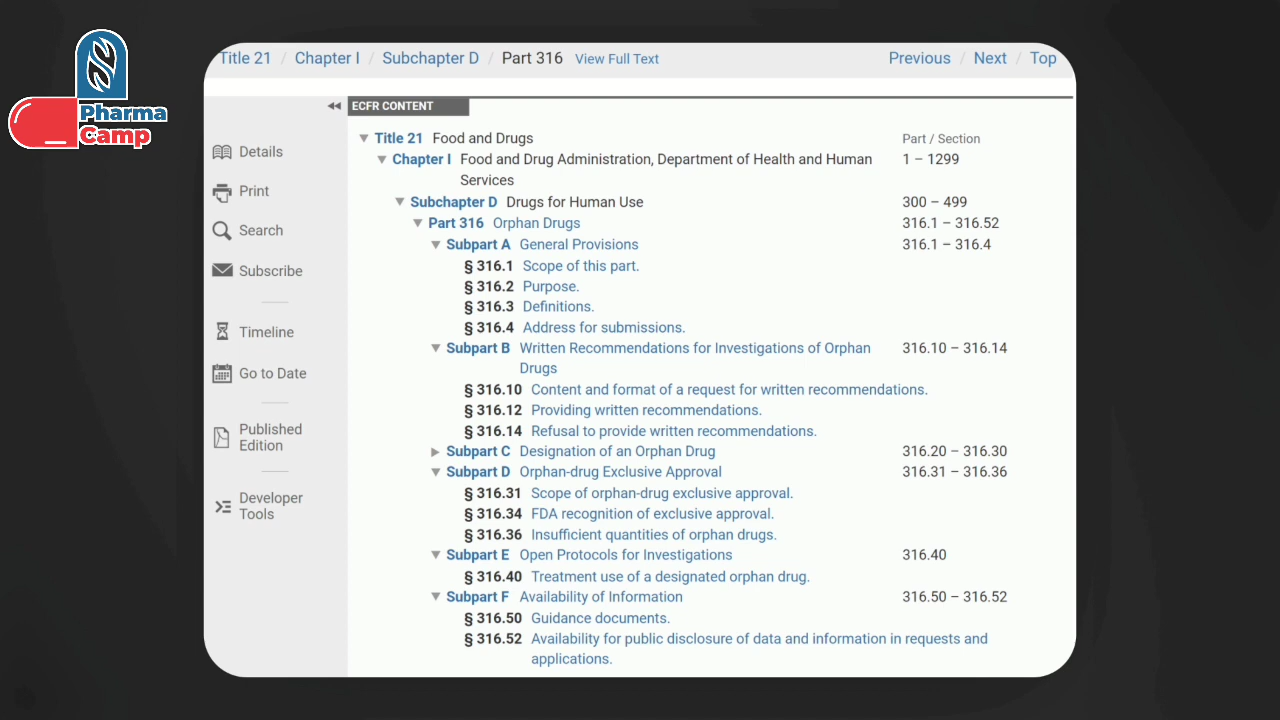 Pharma
Camp
Title 21 / Chapter I / Subchapter D / Part 316 View Full Text Previous / Next / Top
ECFR CONTENT
Details
Print
Search
Subscribe
Timeline
Go to Date
Published
Edition
Developer
Tools
Title 21 Food and Drugs Part / Section
Chapter I Food and Drug Administration, Department of Health and Human 1 – 1299
Services
Subchapter D Drugs for Human Use 300 – 499
Part 316 Orphan Drugs 316.1 – 316.52
Subpart A General Provisions 316.1 – 316.4
§ 316.1 Scope of this part.
§ 316.2 Purpose.
§ 316.3 Definitions.
§ 316.4 Address for submissions.
Subpart B Written Recommendations for Investigations of Orphan 316.10 – 316.14
Drugs
§ 316.10 Content and format of a request for written recommendations.
§ 316.12 Providing written recommendations.
§ 316.14 Refusal to provide written recommendations.
Subpart C Designation of an Orphan Drug 316.20 – 316.30
Subpart D Orphan-drug Exclusive Approval 316.31 – 316.36
§ 316.31 Scope of orphan-drug exclusive approval.
§ 316.34 FDA recognition of exclusive approval.
§ 316.36 Insufficient quantities of orphan drugs.
Subpart E Open Protocols for Investigations 316.40
§ 316.40 Treatment use of a designated orphan drug.
Subpart F Availability of Information 316.50 – 316.52
§ 316.50 Guidance documents.
§ 316.52 Availability for public disclosure of data and information in requests and
applications.